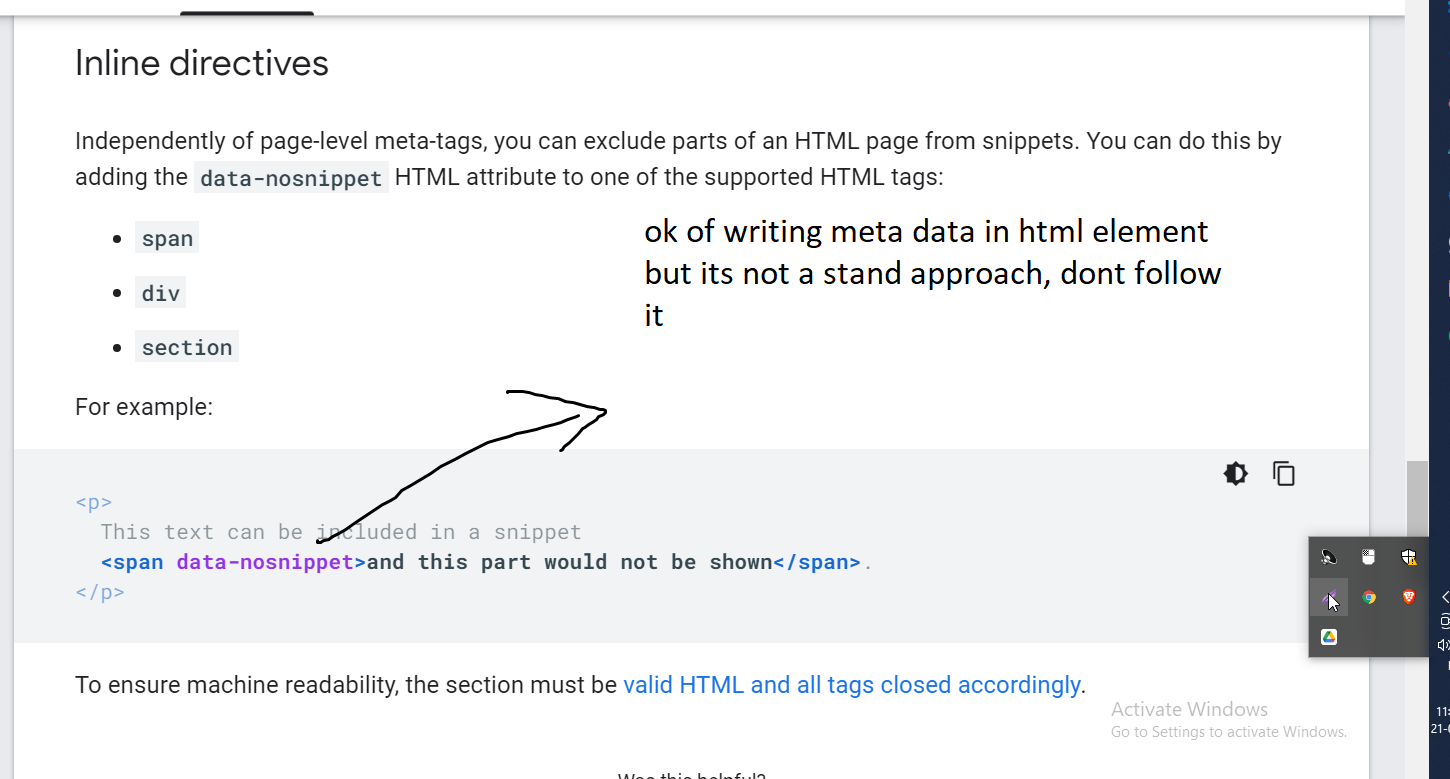 Inline directives
Independently of page-level meta-tags, you can exclude parts of an HTML page from snippets. You can do this by
adding the data-nosnippet HTML attribute to one of the supported HTML tags:
span
div
section
ok of writing meta data in html element
but its not a stand approach, dont follow
it
For example:
<p>
This text can be included in a snippet
<span data-nosnippet>and this part would not be shown</span>.
</p>
To ensure machine readability, the section must be valid HTML and all tags closed accordingly.
Activate Windows
Go to Settings to activate Windows.
Was this helpful?
11: